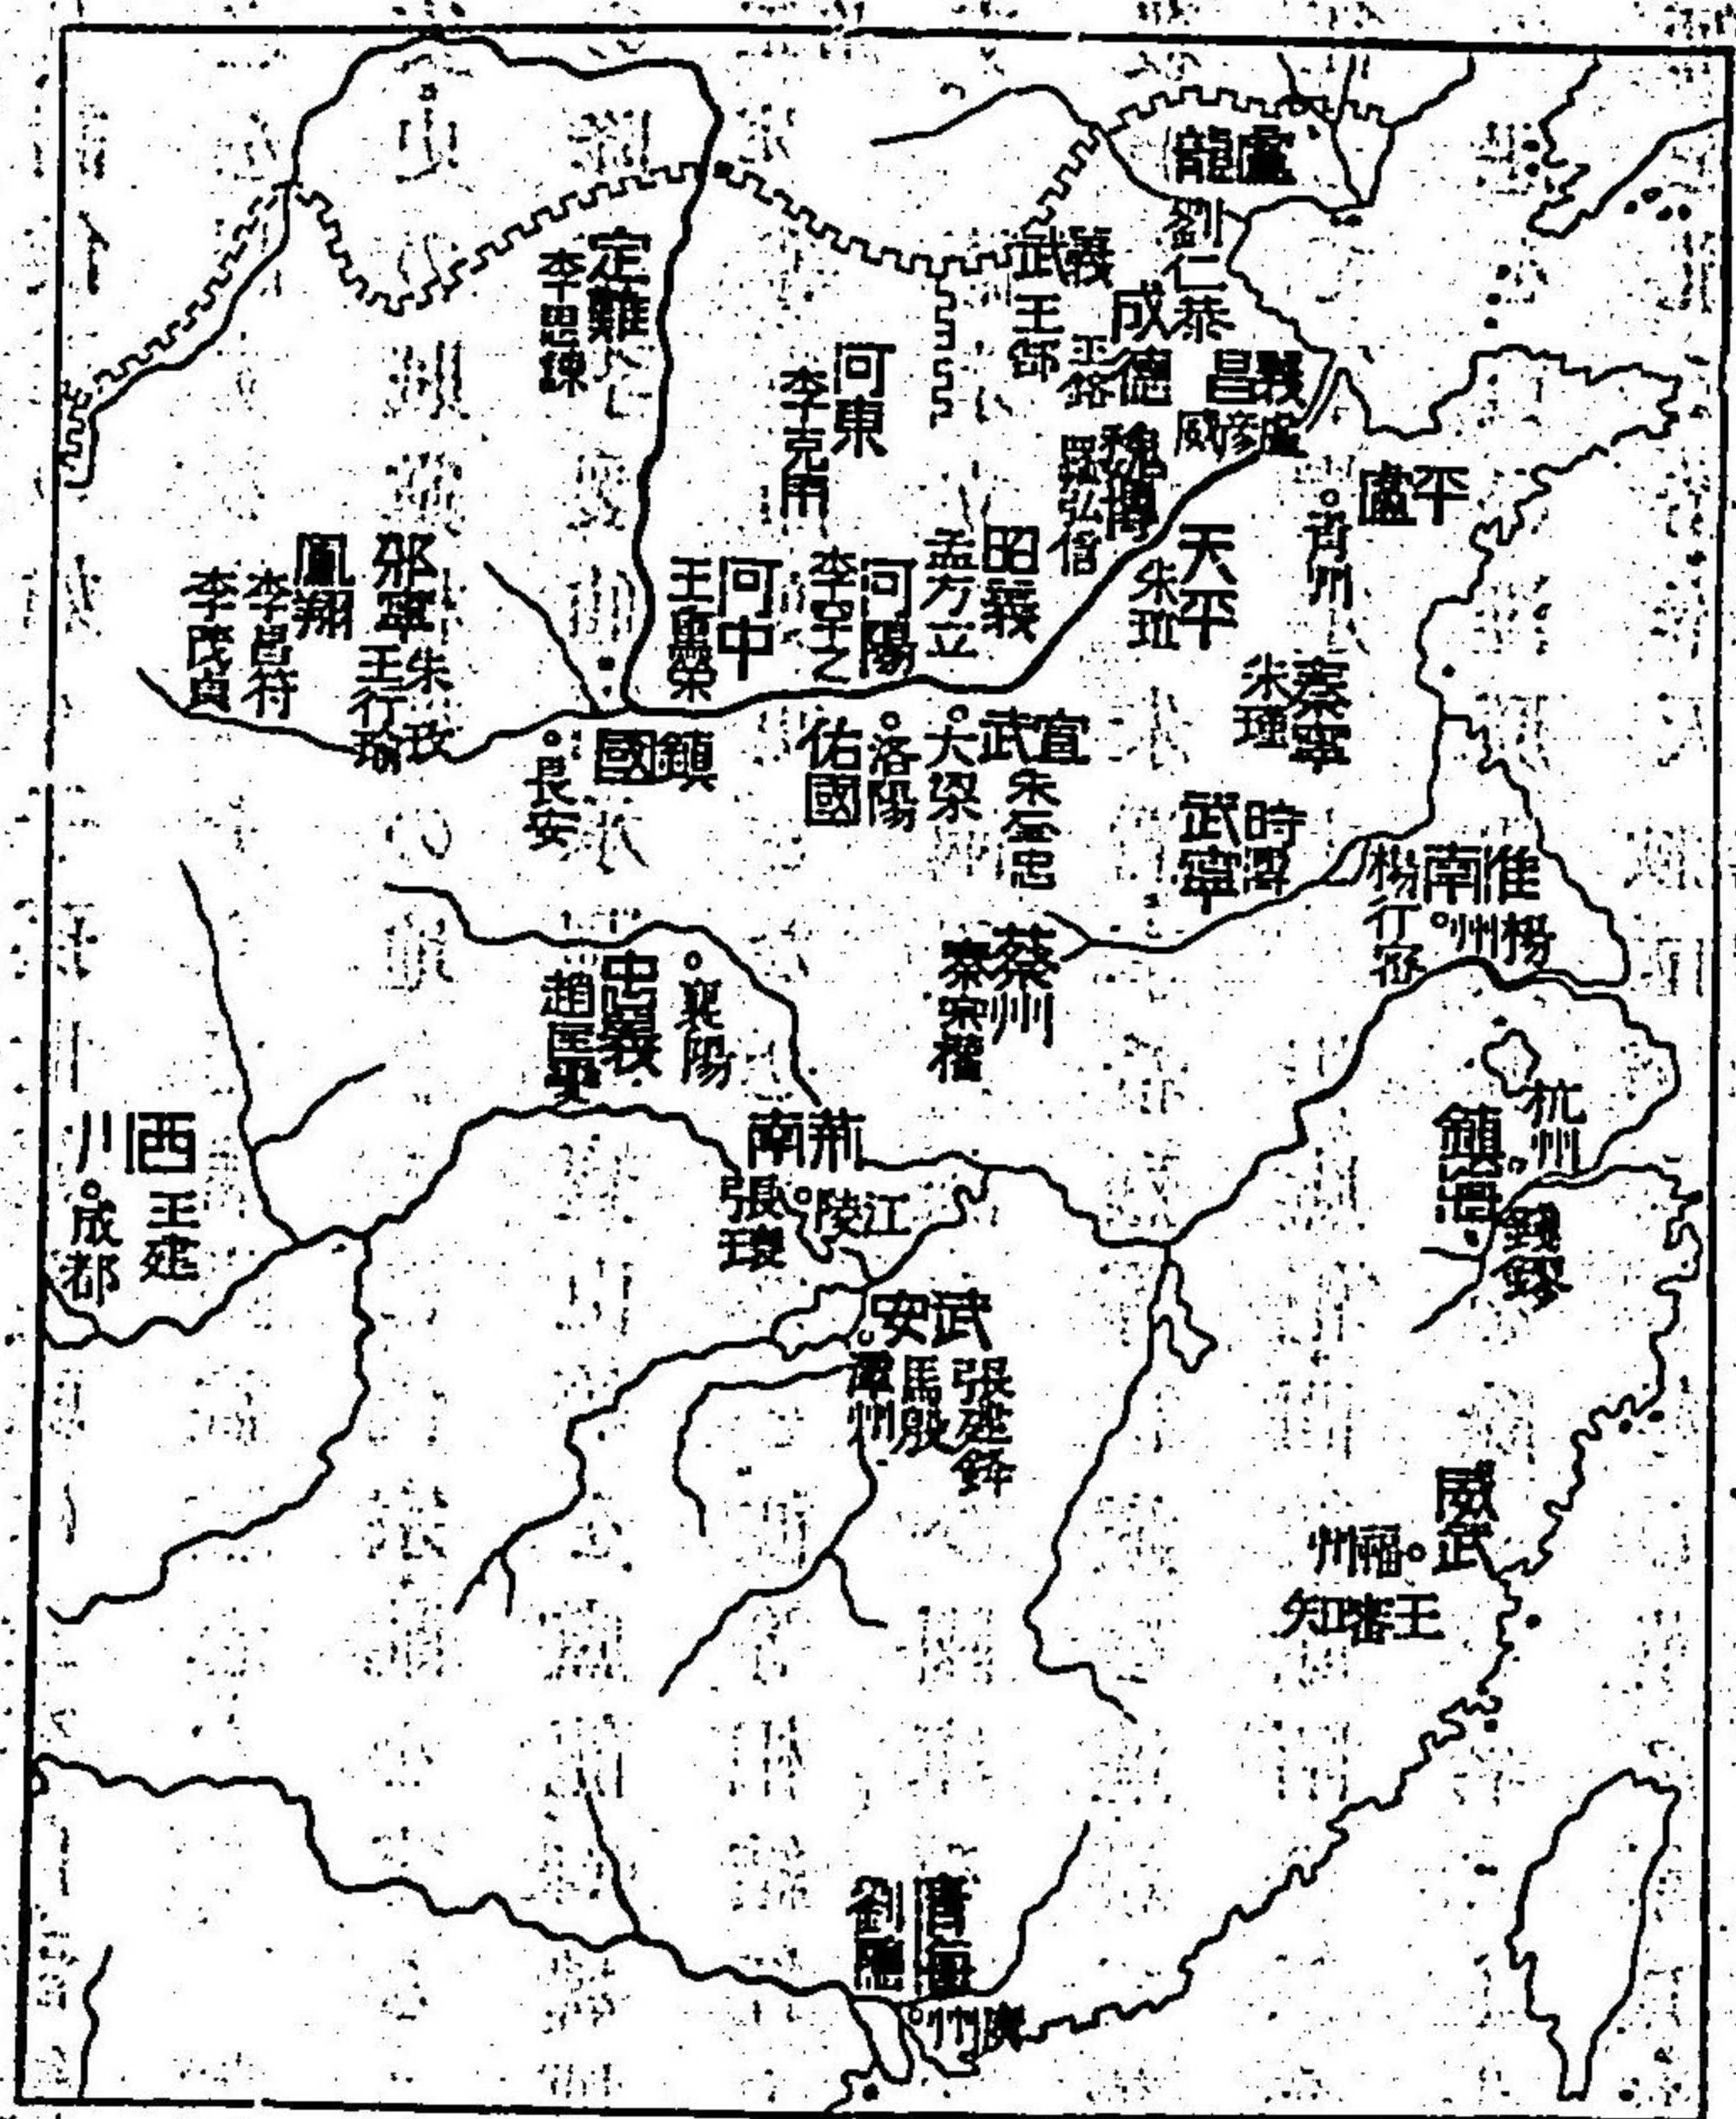 盧龍
劉仁恭
義武
王郜
成德
王鎔
義昌
盧彥威
定難
李思諫
河東
李克用
魏博
羅弘信
平盧
青州
天平
朱瑄
昭義
孟方立
河陽
李罕之
河中
王重榮
邠寧
朱玫
王行瑜
鳳翔
李昌符
李茂貞
泰寧
朱瑾
宣武
朱全忠
大梁
洛陽
佑國
鎮國
長安
時溥
武寧
淮南
楊州
楊行密
蔡州
秦宗權
襄陽
忠義
趙匡凝
荊南
江陵
張瓌
杭州
鎮海
錢鏐
西川
王建
成都
武安
張
馬殷
潭州
威武
福州
王審知
清海
劉隱
廣州